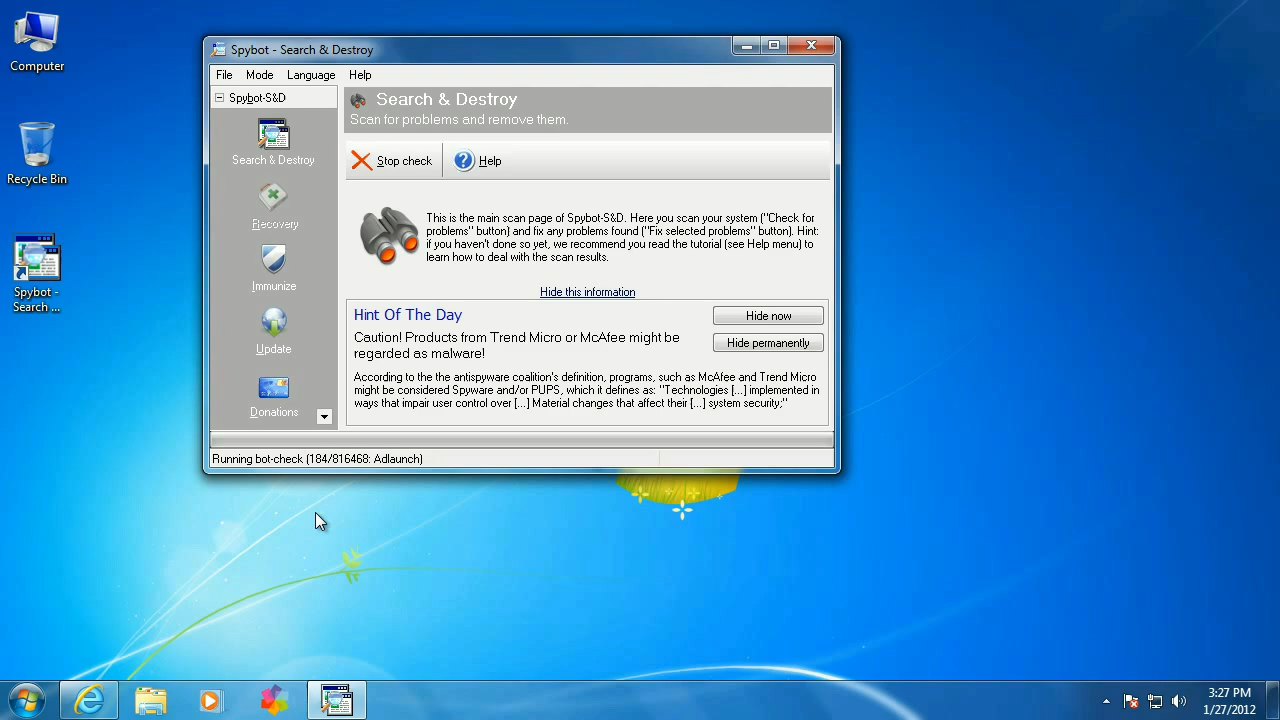 Computer
Recycle Bin
Spybot -
Search ...
Spybot - Search & Destroy
File Mode Language Help
Spybot-S&D
Search & Destroy
Recovery
Immunize
Update
Donations
Search & Destroy
Scan for problems and remove them.
Stop check Help
This is the main scan page of Spybot-S&D. Here you scan your system ("Check for
problems" button) and fix any problems found ("Fix selected problems" button). Hint:
if you haven't done so yet, we recommend you read the tutorial (see Help menu) to
learn how to deal with the scan results.
Hide this information
Hint Of The Day
Hide now
Caution! Products from Trend Micro or McAfee might be
regarded as malware!
Hide permanently
According to the the antispyware coalition's definition, programs, such as McAfee and Trend Micro
might be considered Spyware and/or PUPS, which it defines as: "Technologies [...] implemented in
ways that impair user control over [...] Material changes that affect their [...] system security;"
Running bot-check (184/816468: Adlaunch)
3:27 PM
1/27/2012